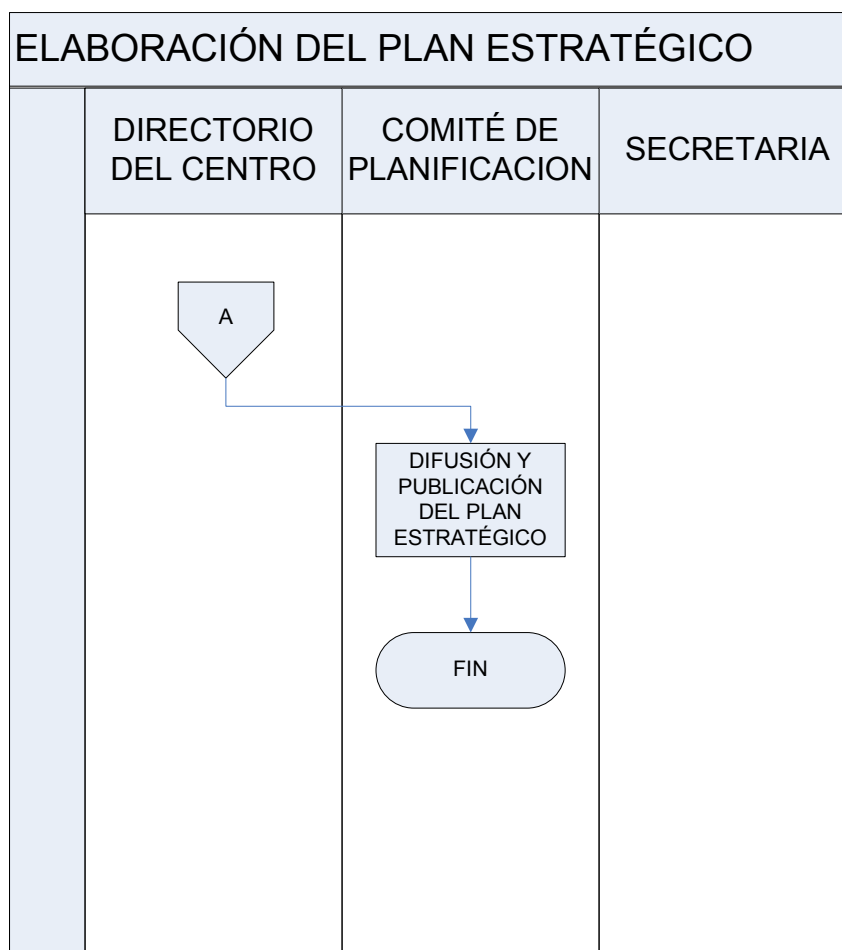 ELABORACIÓN DEL PLAN ESTRATÉGICO
DIRECTORIO
DEL CENTRO
COMITÉ DE
PLANIFICACION
SECRETARIA
A
DIFUSIÓN Y
PUBLICACIÓN
DEL PLAN
ESTRATÉGICO
FIN